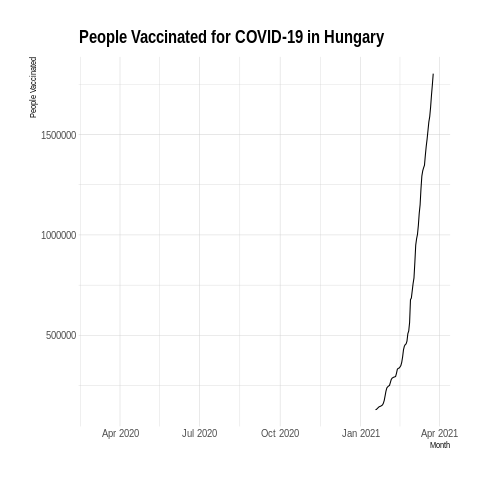 People Vaccinated for COVID-19 in Hungary
People Vaccinated
1500000
1000000
500000
Apr 2020 Jul 2020 Oct 2020 Jan 2021 Apr 2021
Month